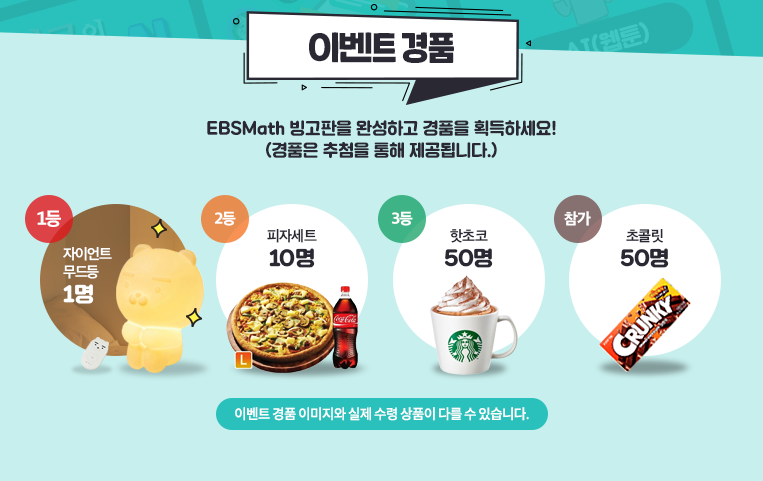 AI(웹툰)
이벤트 경품
EBSMath 빙고판을 완성하고 경품을 획득하세요!
(경품은 추첨을 통해 제공됩니다.)
1등
자이언트
무드등
1명
2등
피자세트
10명
Coca-Cola
L
3등
핫초코
50명
참가
초콜릿
50명
CRUNKY
이벤트 경품 이미지와 실제 수령 상품이 다를 수 있습니다.